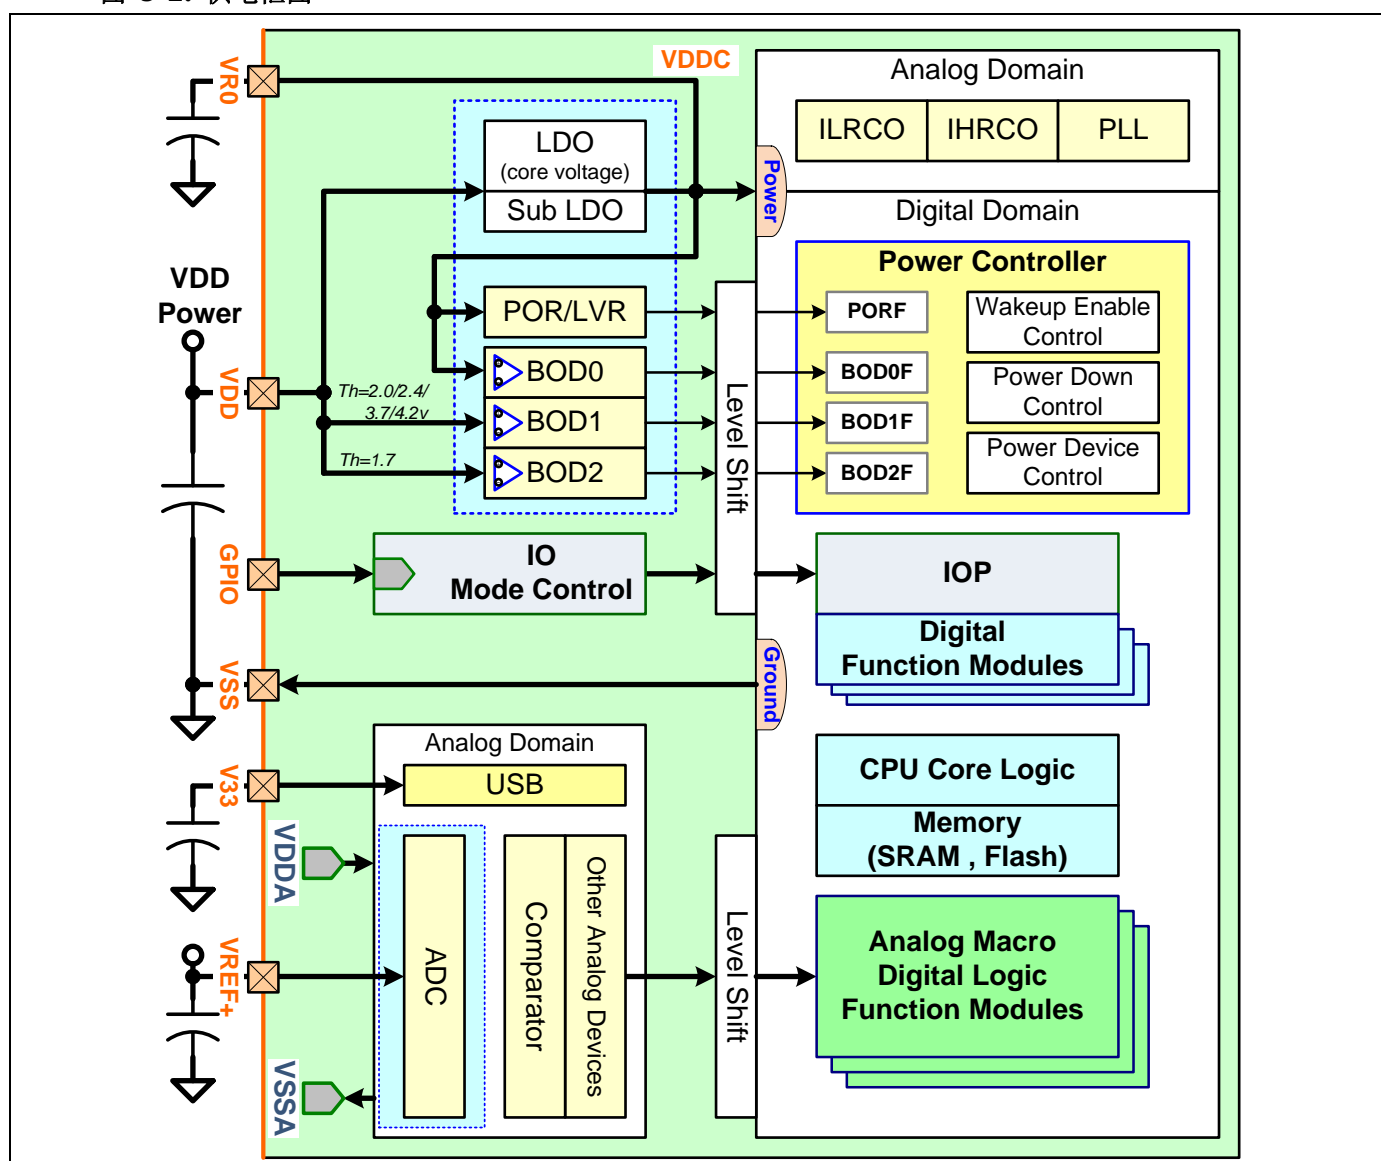 VDDC
Analog Domain
VR0
ILRCO
IHRCO
PLL
LDO
(core voltage)
Sub LDO
Power
Digital Domain
Power Controller
VDD
Power
POR/LVR
PORF
Wakeup Enable
Control
BOD0
BOD0F
Power Down
Control
VDD
Th=2.0/2.4/
3.7/4.2v
BOD1
BOD1F
Th=1.7
BOD2
BOD2F
Power Device
Control
Level Shift
GPIO
IO
Mode Control
IOP
Digital
Function Modules
VSS
Ground
Analog Domain
V33
USB
CPU Core Logic
Memory
(SRAM , Flash)
VDDA
ADC
Comparator
Other Analog Devices
Level Shift
VREF+
Analog Macro
Digital Logic
Function Modules
VSSA